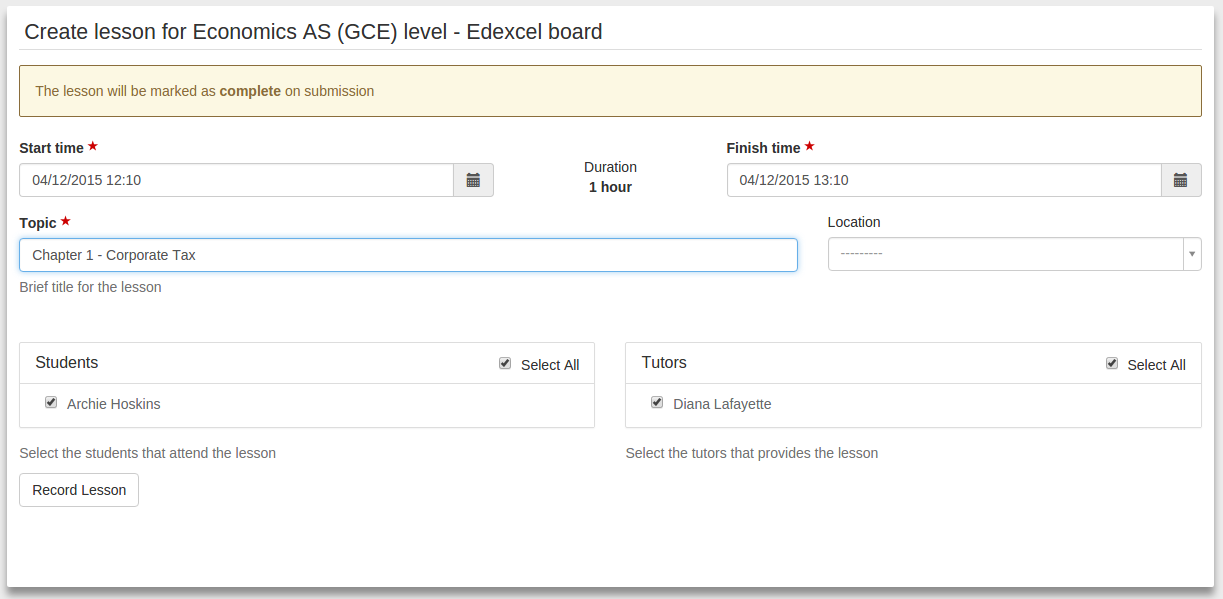 Create lesson for Economics AS (GCE) level - Edexcel board
The lesson will be marked as complete on submission
Start time ★
Duration
Finish time ★
04/12/2015 12:10
1 hour
04/12/2015 13:10
Topic ★
Location
Chapter 1 - Corporate Tax
---------
Brief title for the lesson
Students
Select All
Tutors
Select All
Archie Hoskins
Diana Lafayette
Select the students that attend the lesson
Select the tutors that provides the lesson
Record Lesson